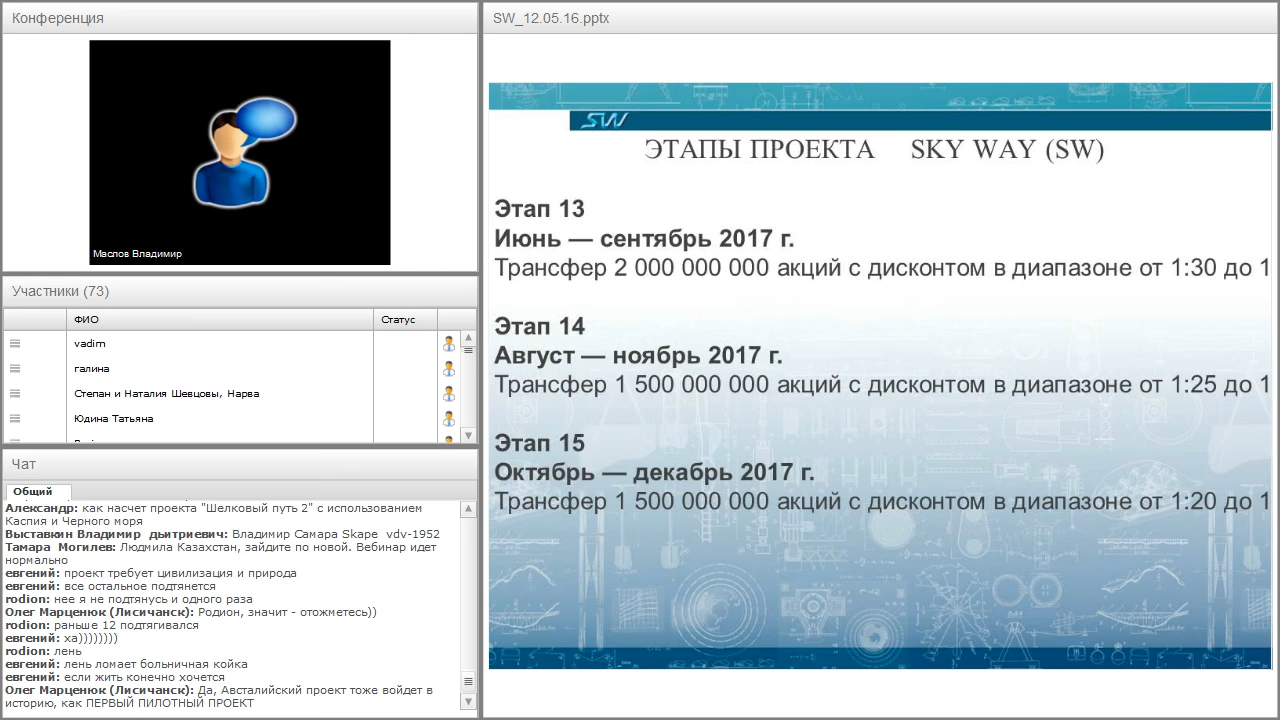 Конференция
Маслов Владимир
Участники (73)
ФИО
Статус
vadim
галина
Степан и Наталия Шевцовы, Нарва
Юдина Татьяна
Чат
Общий
Александр: как насчет проекта "Шелковый путь 2" с использованием
Каспия и Черного моря
Выставкин Владимир дьитриевич: Владимир Самара Skape vdv-1952
Тамара Могилев: Людмила Казахстан, зайдите по новой. Вебинар идет
нормально
евгений: проект требует цивилизация и природа
евгений: все остальное подтянется
rodion: нее я не подтянусь и одного раза
Олег Марценюк (Лисичанск): Родион, значит - отожметесь))
rodion: раньше 12 подтягивался
евгений: ха))))))))
rodion: лень
евгений: лень ломает больничная койка
евгений: если жить конечно хочется
Олег Марценюк (Лисичанск): Да, Австалийский проект тоже войдет в
историю, как ПЕРВЫЙ ПИЛОТНЫЙ ПРОЕКТ
SW_12.05.16.pptx
SW
ЭТАПЫ ПРОЕКТА SKY WAY (SW)
Этап 13
Июнь — сентябрь 2017 г.
Трансфер 2 000 000 000 акций с дисконтом в диапазоне от 1:30 до 1
Этап 14
Август — ноябрь 2017 г.
Трансфер 1 500 000 000 акций с дисконтом в диапазоне от 1:25 до 1
Этап 15
Октябрь — декабрь 2017 г.
Трансфер 1 500 000 000 акций с дисконтом в диапазоне от 1:20 до 1